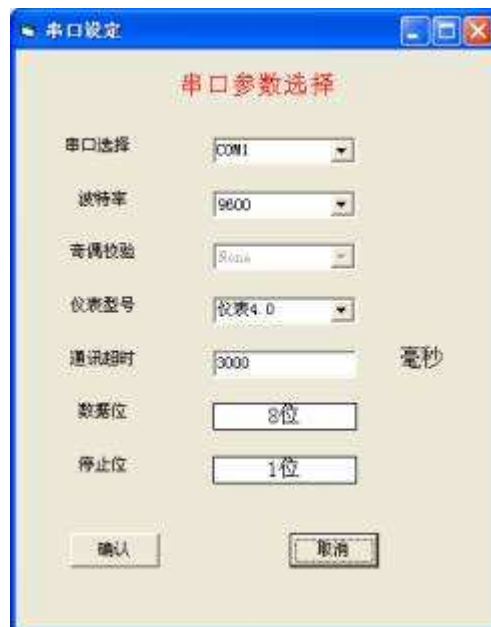 串口设定
串口参数选择
串口选择 COM1
波特率 9600
奇偶校验 None
仪表型号 仪表4.0
通讯超时 3000 毫秒
数据位 8位
停止位 1位
确认 取消